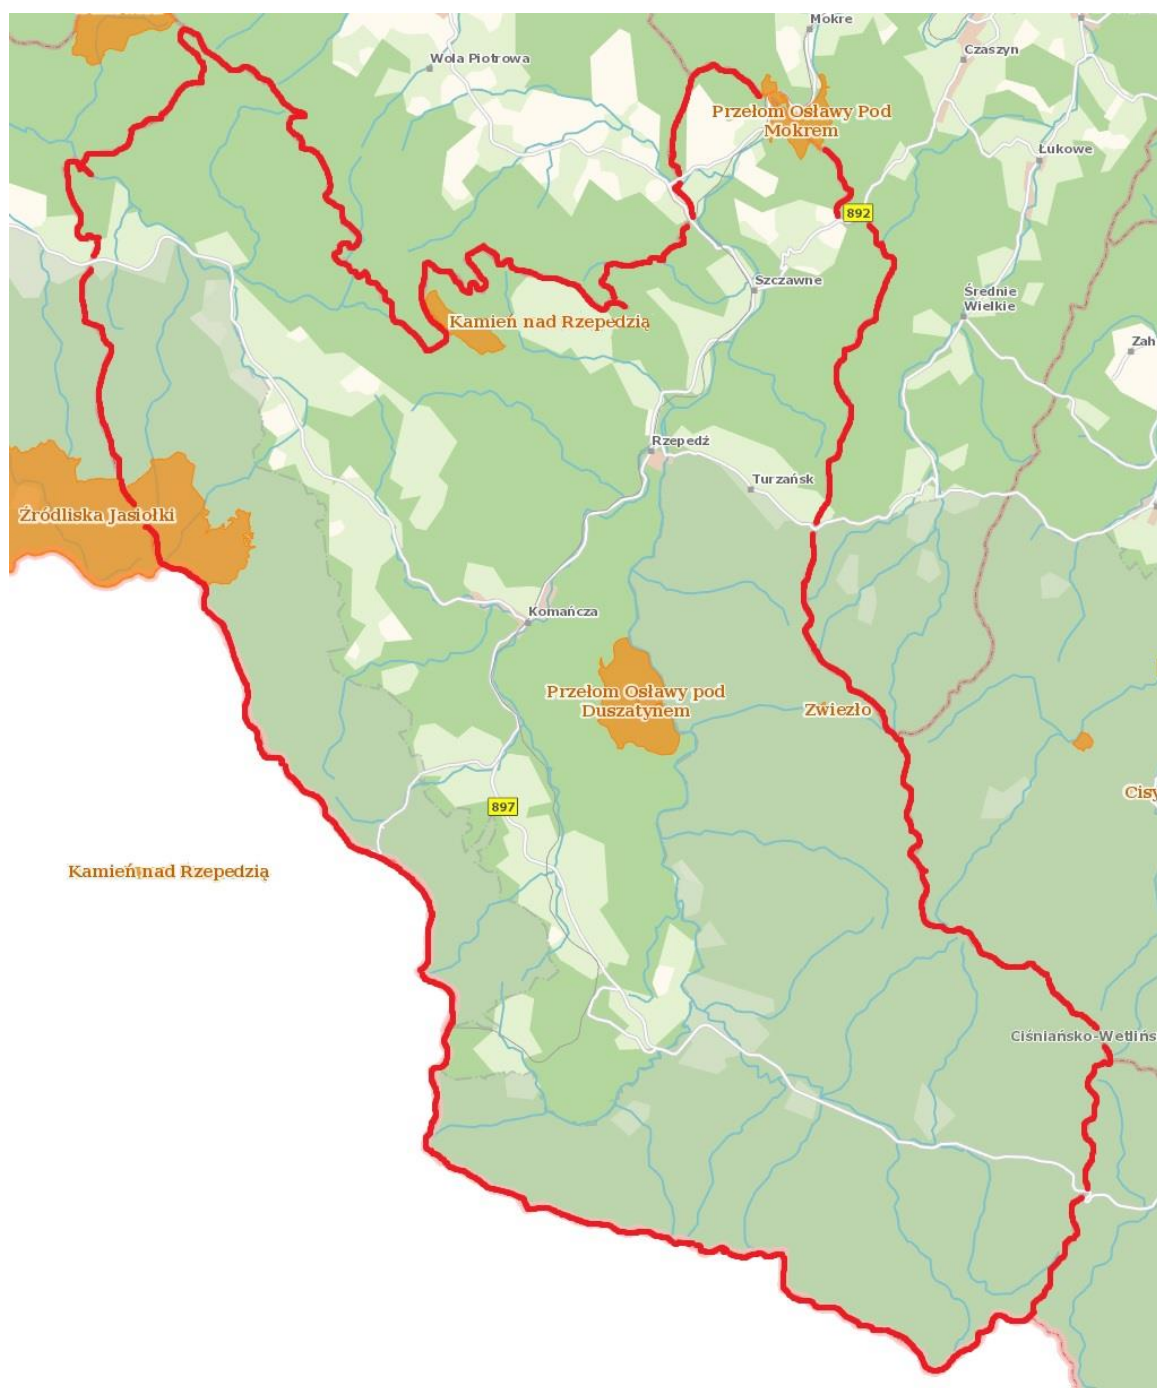 Mokre
Czaszyn
Wola Piotrowa
Przełom Osławy Pod
Mokrem
Łukowe
892
Szczawne
Średnie
Wielkie
Kamień nad Rzepedzią
Zah
Rzepedź
Turzańsk
Źródliska Jasiołki
Komańcza
Przełom Osławy pod
Duszatynem
Zwiezło
897
Cisy
Kamień nad Rzepedzią
Ciśniańsko-Wetlińs